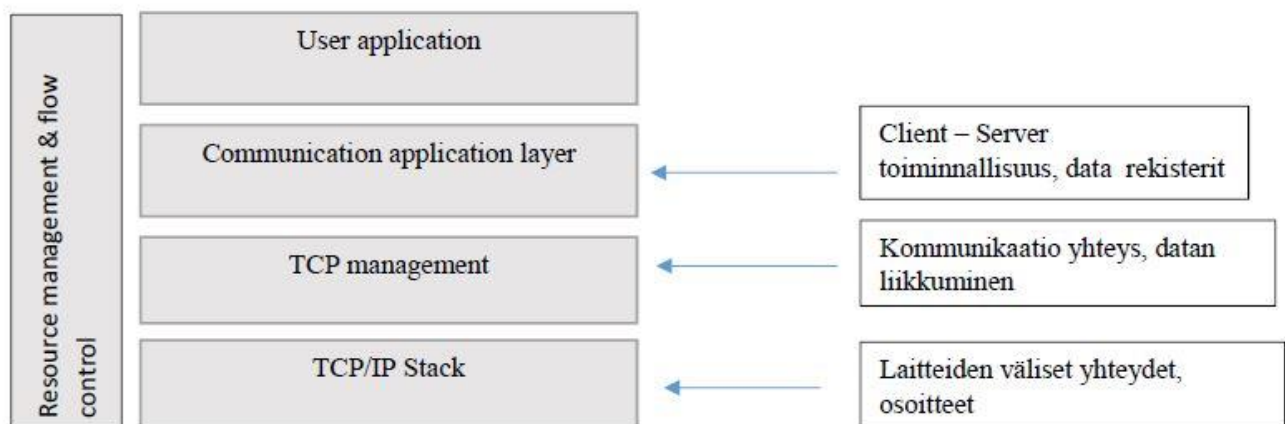 Resource management & flow
control
User application
Communication application layer
Client – Server
toiminnallisuus, data rekisterit
TCP management
Kommunikaatio yhteys, datan
liikkuminen
TCP/IP Stack
Laitteiden väliset yhteydet,
osoitteet